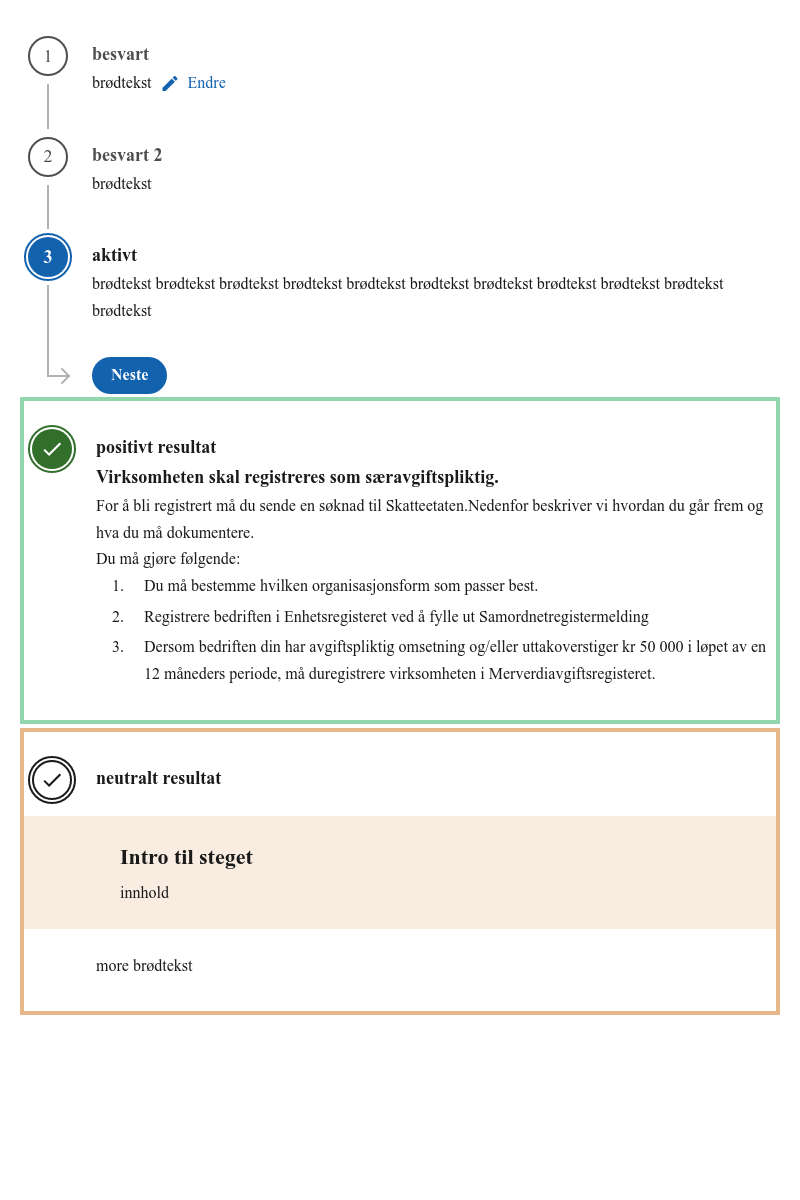 1 besvart
brødtekst Endre
2 besvart 2
brødtekst
3 aktivt
brødtekst brødtekst brødtekst brødtekst brødtekst brødtekst brødtekst brødtekst brødtekst brødtekst
brødtekst
Neste
positivt resultat
Virksomheten skal registreres som særavgiftspliktig.
For å bli registrert må du sende en søknad til Skatteetaten.Nedenfor beskriver vi hvordan du går frem og
hva du må dokumentere.
Du må gjøre følgende:
1. Du må bestemme hvilken organisasjonsform som passer best.
2. Registrere bedriften i Enhetsregisteret ved å fylle ut Samordnetregistermelding
3. Dersom bedriften din har avgiftspliktig omsetning og/eller uttakoverstiger kr 50 000 i løpet av en
12 måneders periode, må duregistrere virksomheten i Merverdiavgiftsregisteret.
neutralt resultat
Intro til steget
innhold
more brødtekst